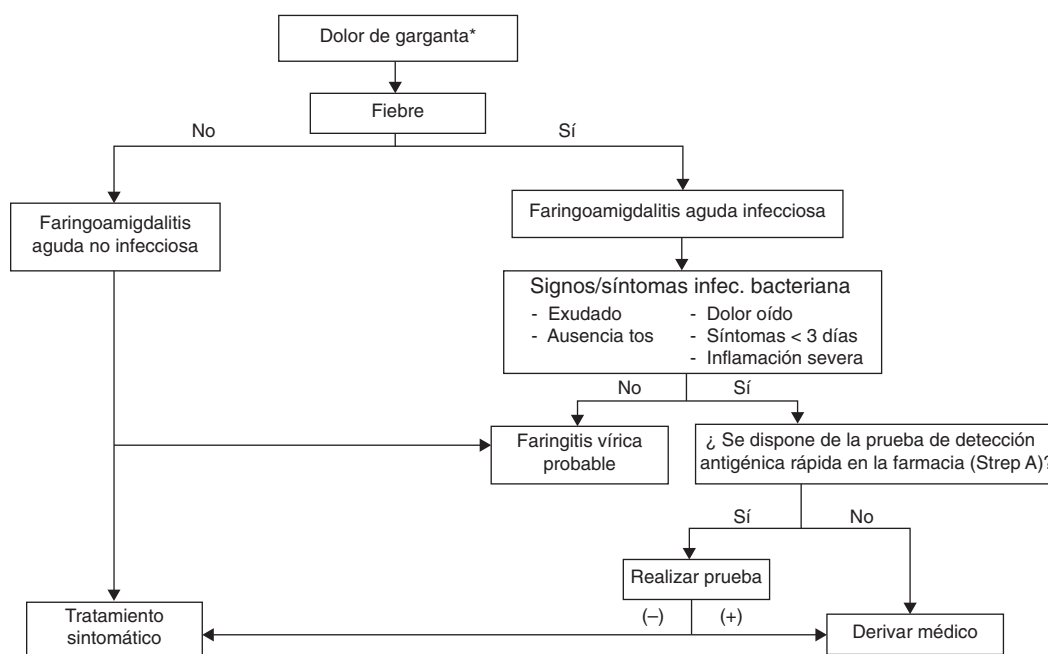 Dolor de garganta*
Fiebre
No
Sí
Faringoamigdalitis
aguda no infecciosa
Faringoamigdalitis aguda infecciosa
Signos/síntomas infec. bacteriana
- Exudado
- Ausencia tos
- Dolor oído
- Síntomas < 3 días
- Inflamación severa
No
Sí
Faringitis vírica
probable
¿ Se dispone de la prueba de detección
antigénica rápida en la farmacia (Strep A)?
Sí
No
Realizar prueba
(–)
(+)
Tratamiento
sintomático
Derivar médico